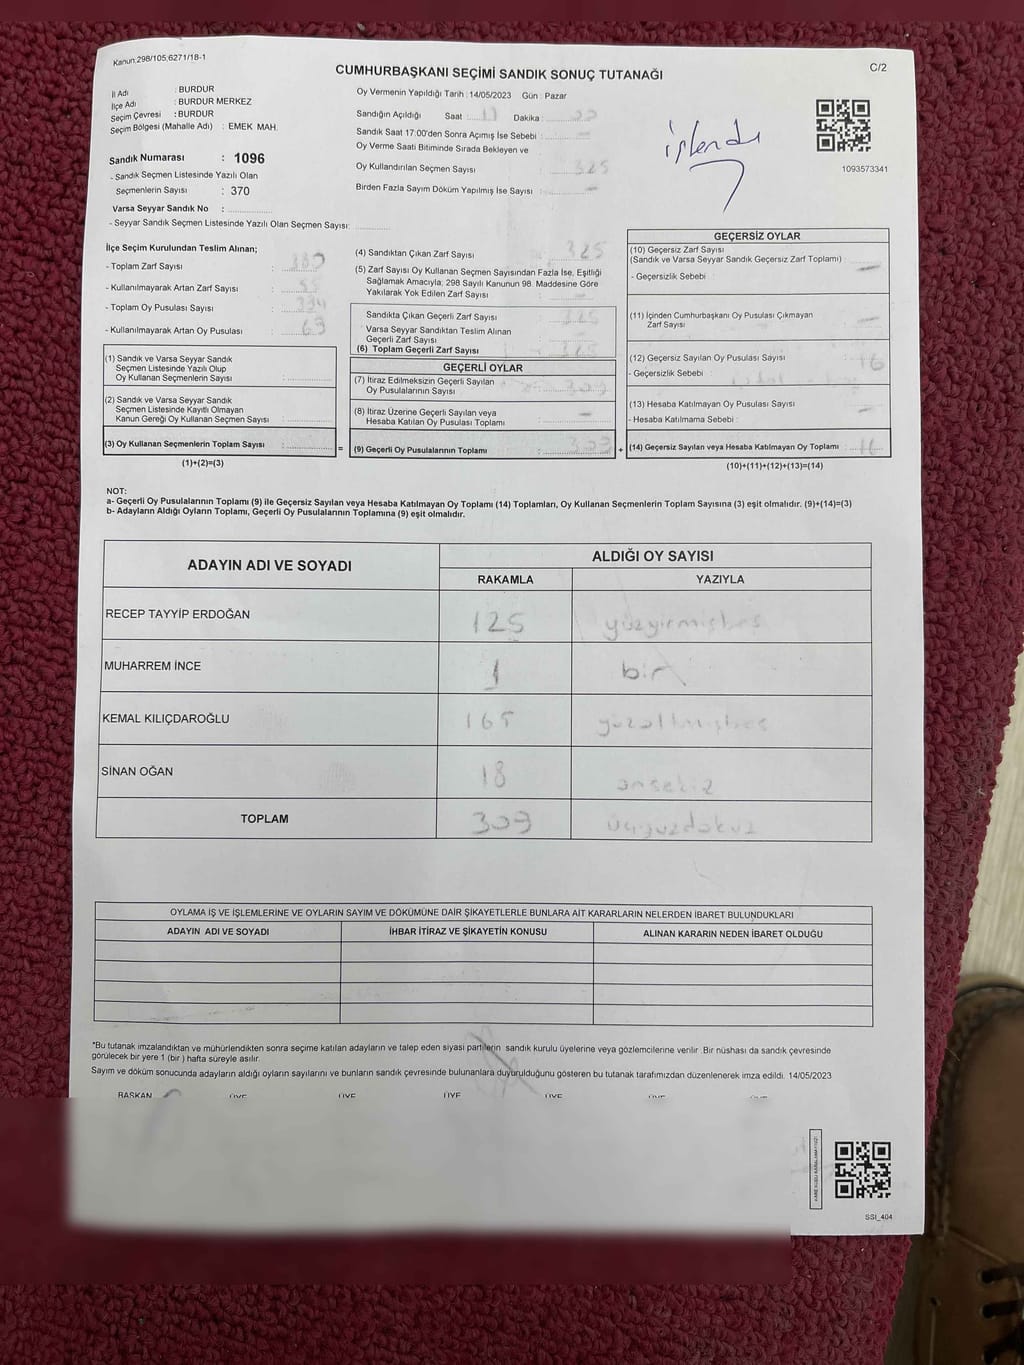 Kanun:298/105,6271/18-1
CUMHURBAŞKANI SEÇİMİ SANDIK SONUÇ TUTANAĞI
C/2
İl Adı : BURDUR
İlçe Adı : BURDUR MERKEZ
Seçim Çevresi : BURDUR
Seçim Bölgesi (Mahalle Adı) : EMEK MAH.
Sandık Numarası : 1096
- Sandık Seçmen Listesinde Yazılı Olan
Seçmenlerin Sayısı : 370
Varsa Seyyar Sandık No :
- Seyyar Sandık Seçmen Listesinde Yazılı Olan Seçmen Sayısı:
Oy Vermenin Yapıldığı Tarih : 14/05/2023 Gün : Pazar
Sandığın Açıldığı Saat : Dakika :
Sandık Saat 17:00'den Sonra Açımış İse Sebebi : —
Oy Verme Saati Bitiminde Sırada Bekleyen ve
Oy Kullandırılan Seçmen Sayısı : 325
Birden Fazla Sayım Döküm Yapılmış İse Sayısı : —
işlendi
1093573341
İlçe Seçim Kurulundan Teslim Alınan;
- Toplam Zarf Sayısı :
- Kullanılmayarak Artan Zarf Sayısı :
- Toplam Oy Pusulası Sayısı :
- Kullanılmayarak Artan Oy Pusulası : 63
(1) Sandık ve Varsa Seyyar Sandık
Seçmen Listesinde Yazılı Olup
Oy Kullanan Seçmenlerin Sayısı :
(2) Sandık ve Varsa Seyyar Sandık
Seçmen Listesinde Kayıtlı Olmayan
Kanun Gereği Oy Kullanan Seçmen Sayısı :
(3) Oy Kullanan Seçmenlerin Toplam Sayısı :
(1)+(2)=(3)
(4) Sandıktan Çıkan Zarf Sayısı : 325
(5) Zarf Sayısı Oy Kullanan Seçmen Sayısından Fazla İse, Eşitliği
Sağlamak Amacıyla; 298 Sayılı Kanunun 98. Maddesine Göre
Yakılarak Yok Edilen Zarf Sayısı : —
Sandıkta Çıkan Geçerli Zarf Sayısı : 325
Varsa Seyyar Sandıktan Teslim Alınan
Geçerli Zarf Sayısı :
(6) Toplam Geçerli Zarf Sayısı : 325
GEÇERLİ OYLAR
(7) İtiraz Edilmeksizin Geçerli Sayılan
Oy Pusulalarının Sayısı : 309
(8) İtiraz Üzerine Geçerli Sayılan veya
Hesaba Katılan Oy Pusulası Toplamı : —
= (9) Geçerli Oy Pusulalarının Toplamı : 309 +
GEÇERSİZ OYLAR
(10) Geçersiz Zarf Sayısı
(Sandık ve Varsa Seyyar Sandık Geçersiz Zarf Toplamı) : —
- Geçersizlik Sebebi :
(11) İçinden Cumhurbaşkanı Oy Pusulası Çıkmayan
Zarf Sayısı : —
(12) Geçersiz Sayılan Oy Pusulası Sayısı : 16
- Geçersizlik Sebebi :
(13) Hesaba Katılmayan Oy Pusulası Sayısı : —
- Hesaba Katılmama Sebebi :
(14) Geçersiz Sayılan veya Hesaba Katılmayan Oy Toplamı : 16
(10)+(11)+(12)+(13)=(14)
NOT:
a- Geçerli Oy Pusulalarının Toplamı (9) ile Geçersiz Sayılan veya Hesaba Katılmayan Oy Toplamı (14) Toplamları, Oy Kullanan Seçmenlerin Toplam Sayısına (3) eşit olmalıdır. (9)+(14)=(3)
b- Adayların Aldığı Oyların Toplamı, Geçerli Oy Pusulalarının Toplamına (9) eşit olmalıdır.
ADAYIN ADI VE SOYADI
ALDIĞI OY SAYISI
RAKAMLA YAZIYLA
RECEP TAYYİP ERDOĞAN 125 yüzyirmibeş
MUHARREM İNCE 1 bir
KEMAL KILIÇDAROĞLU 165 yüzaltmışbeş
SİNAN OĞAN 18 onsekiz
TOPLAM 309 üçyüzdokuz
OYLAMA İŞ VE İŞLEMLERİNE VE OYLARIN SAYIM VE DÖKÜMÜNE DAİR ŞİKAYETLERLE BUNLARA AİT KARARLARIN NELERDEN İBARET BULUNDUKLARI
ADAYIN ADI VE SOYADI İHBAR İTİRAZ VE ŞİKAYETİN KONUSU ALINAN KARARIN NEDEN İBARET OLDUĞU
*Bu tutanak imzalandıktan ve mühürlendikten sonra seçime katılan adayların ve talep eden siyasi partilerin sandık kurulu üyelerine veya gözlemcilerine verilir. Bir nüshası da sandık çevresinde
görülecek bir yere 1 (bir ) hafta süreyle asılır.
Sayım ve döküm sonucunda adayların aldığı oyların sayılarını ve bunların sandık çevresinde bulunanlara duyurulduğunu gösteren bu tutanak tarafımızdan düzenlenerek imza edildi. 14/05/2023
BAŞKAN ÜYE ÜYE ÜYE ÜYE ÜYE ÜYE
SSİ_404